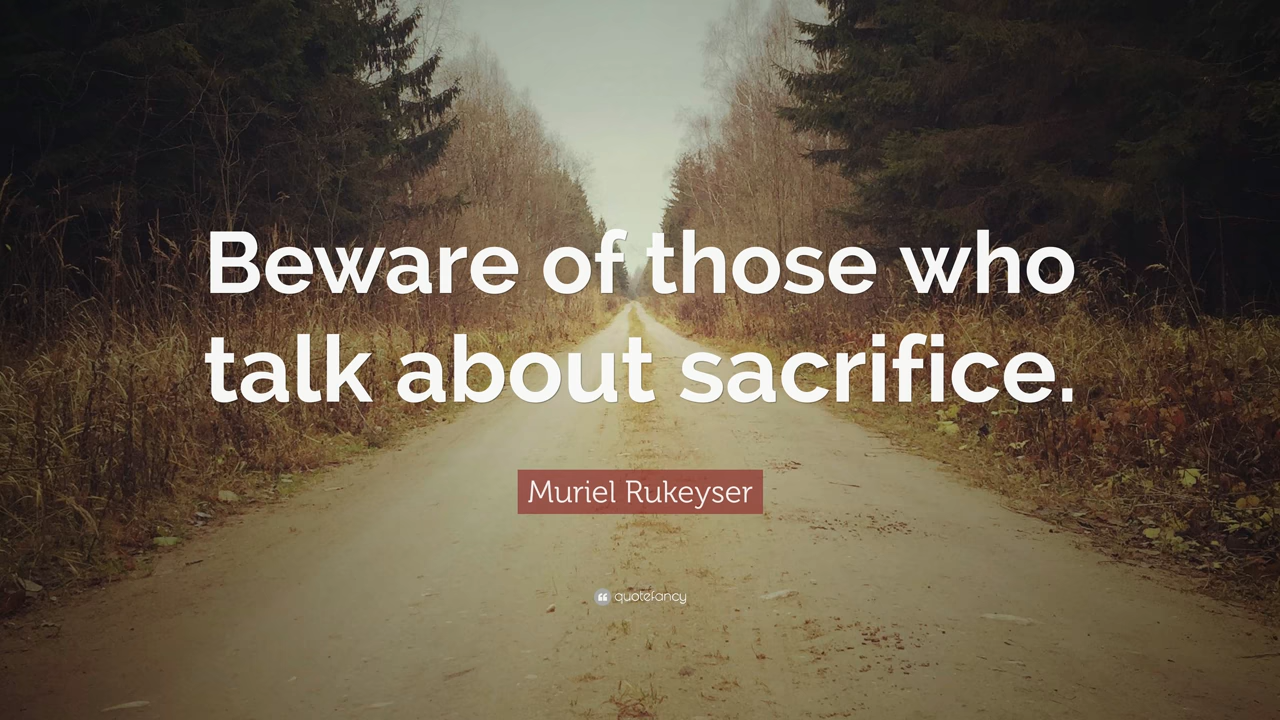 Beware of those who
talk about sacrifice.
Muriel Rukeyser
quotefancy